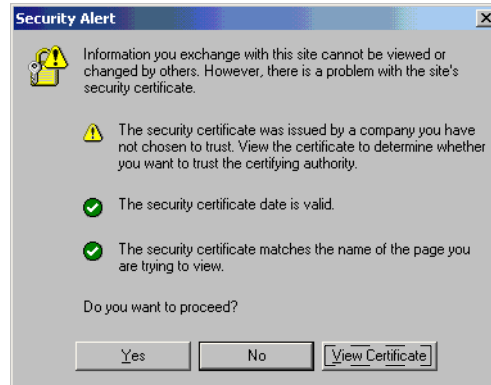 Security Alert
Information you exchange with this site cannot be viewed or
changed by others. However, there is a problem with the site's
security certificate.
The security certificate was issued by a company you have
not chosen to trust. View the certificate to determine whether
you want to trust the certifying authority.
The security certificate date is valid.
The security certificate matches the name of the page you
are trying to view.
Do you want to proceed?
Yes No View Certificate